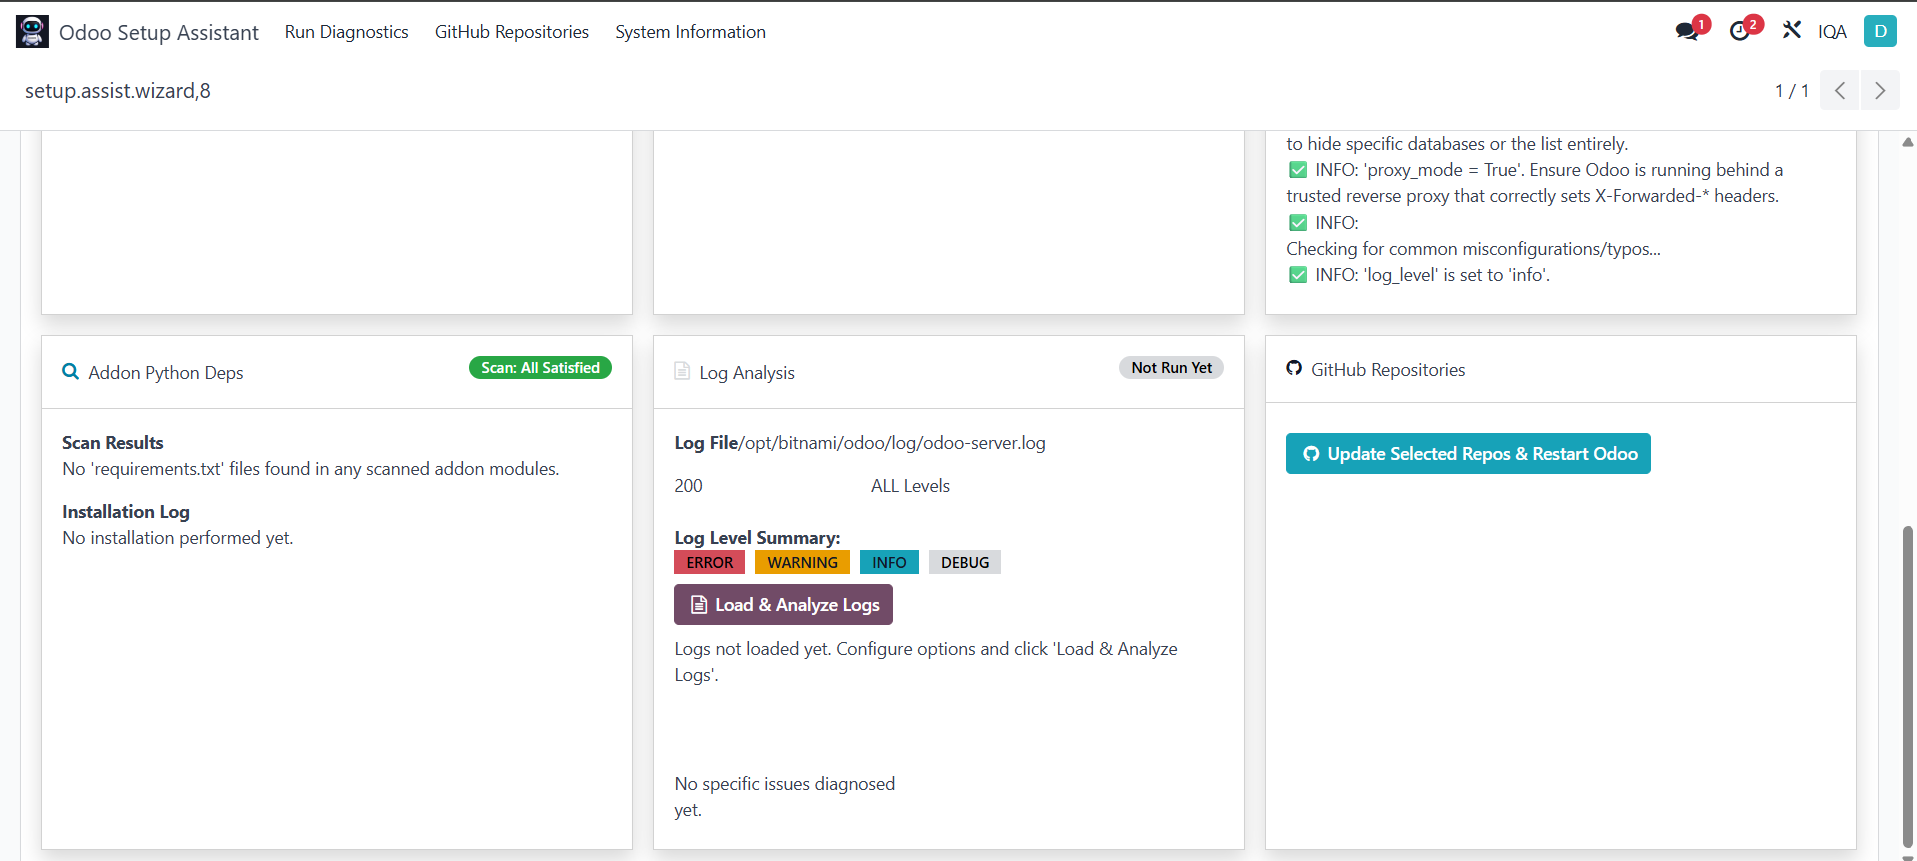 Odoo Setup Assistant Run Diagnostics GitHub Repositories System Information 1 2 IQA D
setup.assist.wizard,8 1 / 1
to hide specific databases or the list entirely.
✅ INFO: 'proxy_mode = True'. Ensure Odoo is running behind a
trusted reverse proxy that correctly sets X-Forwarded-* headers.
✅ INFO:
Checking for common misconfigurations/typos...
✅ INFO: 'log_level' is set to 'info'.
Addon Python Deps Scan: All Satisfied
Scan Results
No 'requirements.txt' files found in any scanned addon modules.
Installation Log
No installation performed yet.
Log Analysis Not Run Yet
Log File/opt/bitnami/odoo/log/odoo-server.log
200 ALL Levels
Log Level Summary:
ERROR WARNING INFO DEBUG
Load & Analyze Logs
Logs not loaded yet. Configure options and click 'Load & Analyze
Logs'.
No specific issues diagnosed
yet.
GitHub Repositories
Update Selected Repos & Restart Odoo